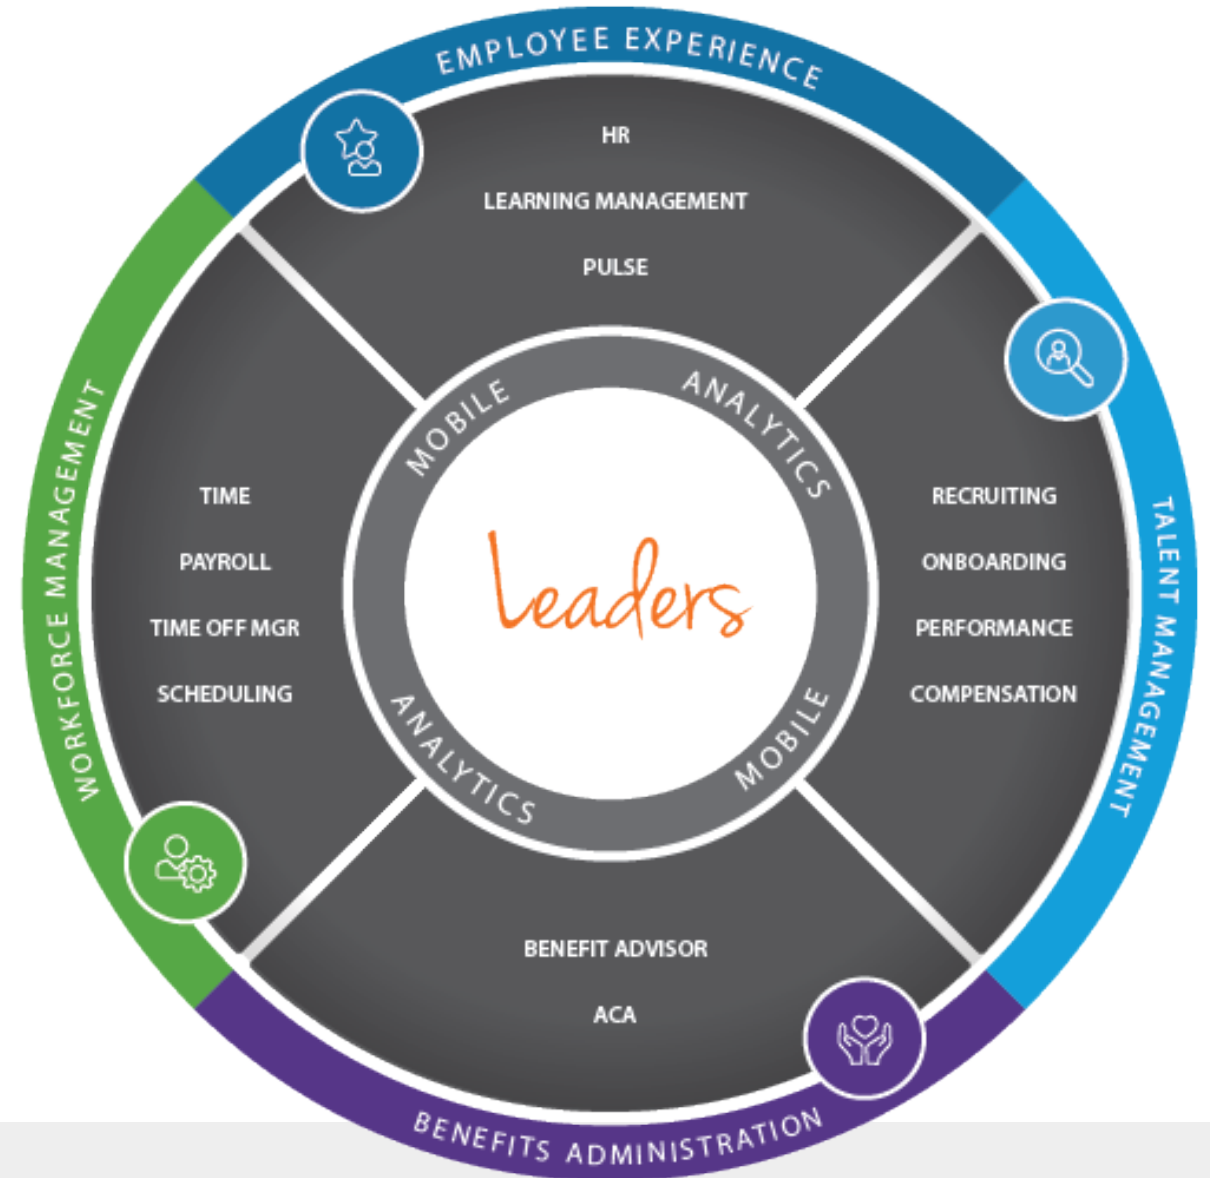 EMPLOYEE EXPERIENCE
HR
LEARNING MANAGEMENT
PULSE
MOBILE
ANALYTICS
WORKFORCE MANAGEMENT
TIME
PAYROLL
TIME OFF MGR
SCHEDULING
Leaders
RECRUITING
ONBOARDING
PERFORMANCE
COMPENSATION
TALENT MANAGEMENT
ANALYTICS
MOBILE
BENEFIT ADVISOR
ACA
BENEFITS ADMINISTRATION